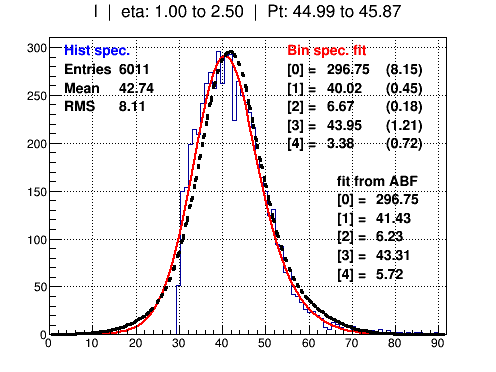 I | eta: 1.00 to 2.50 | Pt: 44.99 to 45.87
Hist spec.
Entries 6011
Mean 42.74
RMS 8.11
Bin spec. fit
[0] = 296.75 (8.15)
[1] = 40.02 (0.45)
[2] = 6.67 (0.18)
[3] = 43.95 (1.21)
[4] = 3.38 (0.72)
fit from ABF
[0] = 296.75
[1] = 41.43
[2] = 6.23
[3] = 43.31
[4] = 5.72
300
250
200
150
100
50
0
0 10 20 30 40 50 60 70 80 90